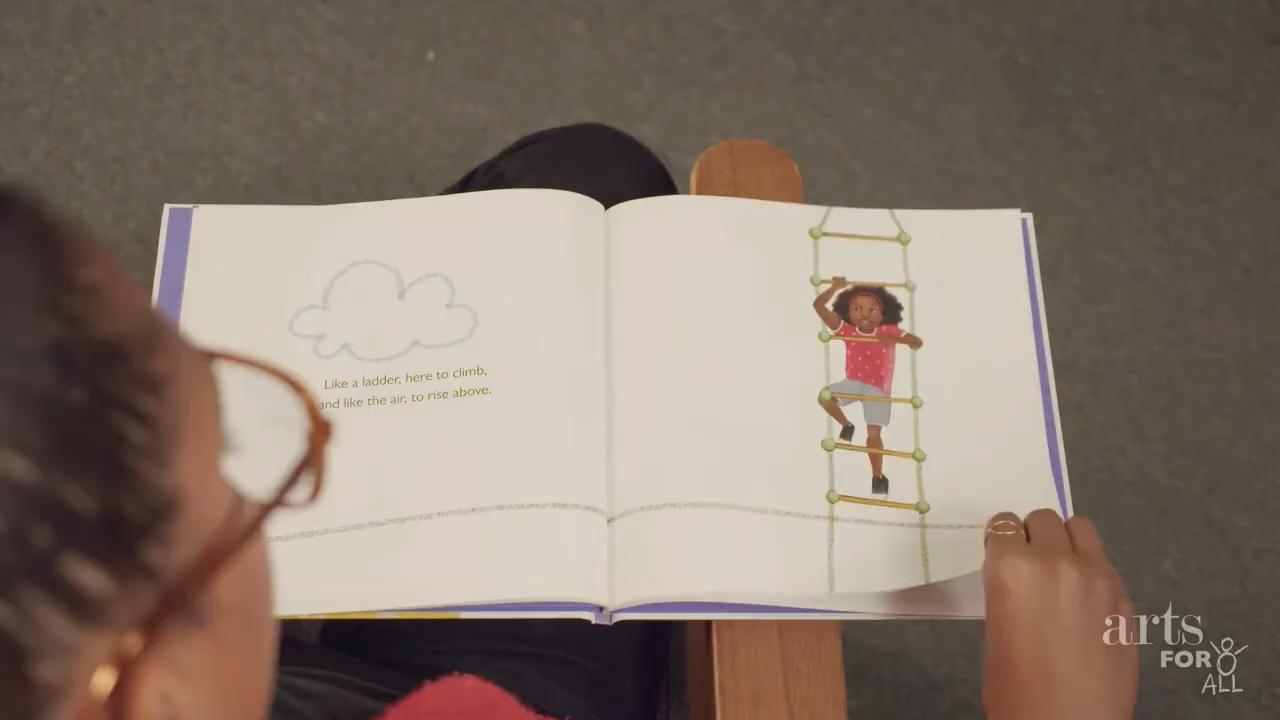 Like a ladder, here to climb,
and like the air, to rise above.
arts
FOR
ALL